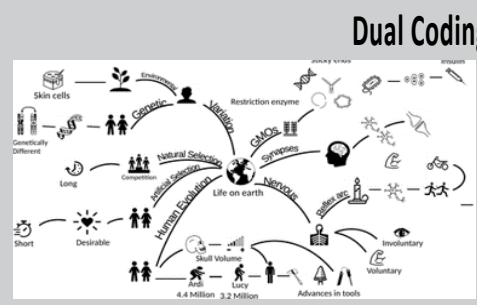 Dual Coding
Sticky ends
Insulin
Environmental
Skin cells
Genetic
Variation
Restriction enzyme
GMOs
Genetically
Different
Synapses
Natural Selection
Competition
Artificial Selection
Long
Life on earth
Nervous
Human Evolution
Reflex arc
Short
Desirable
Involuntary
Skull Volume
Voluntary
Ardi
Lucy
4.4 Million
3.2 Million
Advances in tools